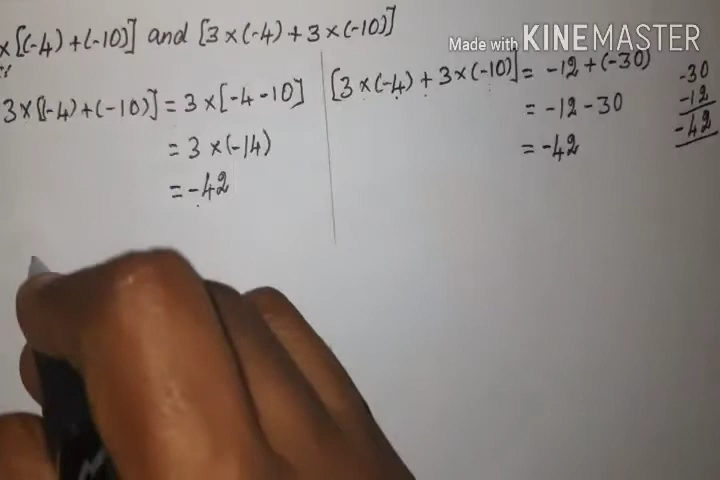 × [(-4) + (-10)] and [3 × (-4) + 3 × (-10)]
Made with KINEMASTER
3 × [(-4) + (-10)] = 3 × [-4 - 10]
= 3 × (-14)
= -42
[3 × (-4) + 3 × (-10)] = -12 + (-30)
= -12 - 30
= -42
-30
-12
-42